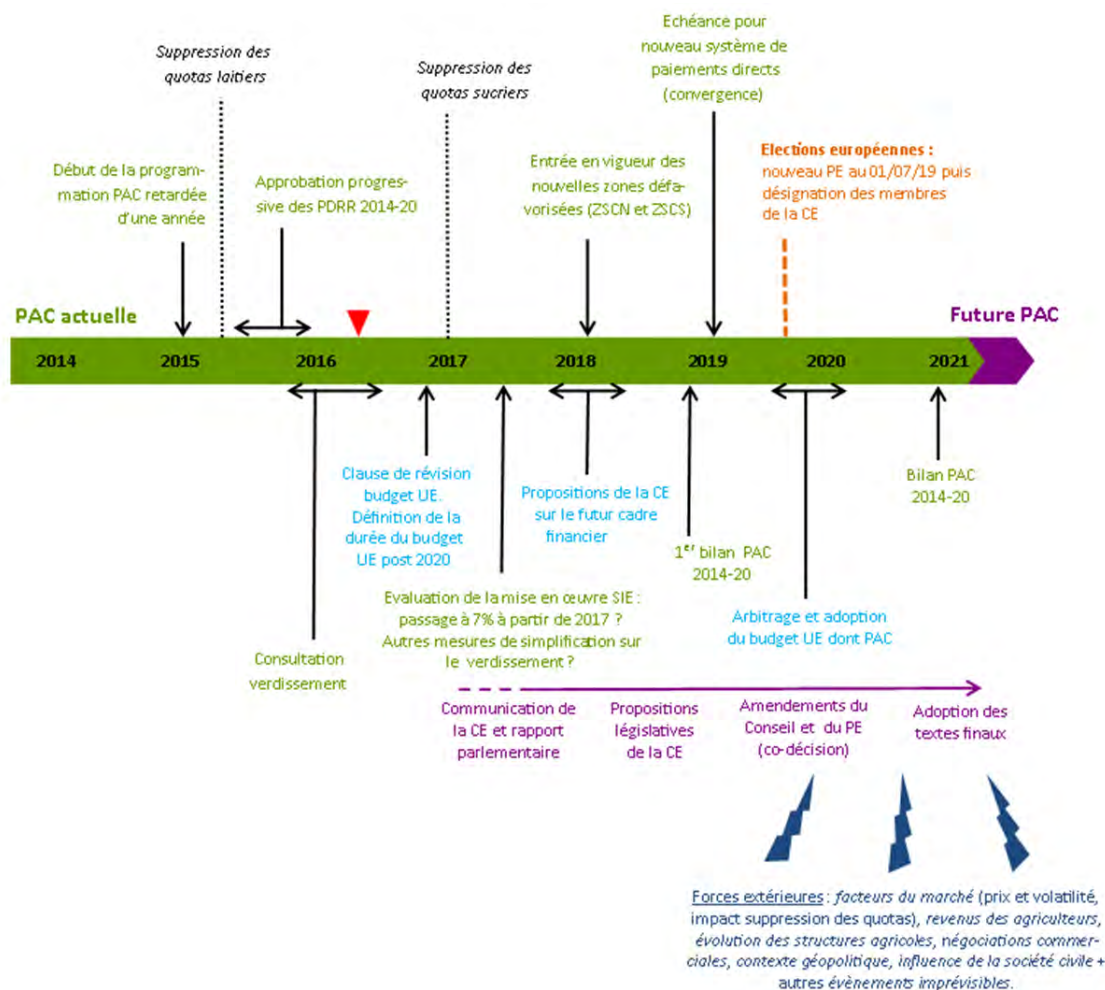 Suppression des
quotas laitiers
Suppression des
quotas sucriers
Echéance pour
nouveau système de
paiements directs
(convergence)
Début de la program-
mation PAC retardée
d'une année
Approbation progres-
sive des PDRR 2014-20
Entrée en vigueur des
nouvelles zones défa-
vorisées (ZSCN et ZSCS)
Elections européennes :
nouveau PE au 01/07/19 puis
désignation des membres
de la CE
PAC actuelle
Future PAC
2014 2015 2016 2017 2018 2019 2020 2021
Clause de révision
budget UE.
Définition de la
durée du budget
UE post 2020
Propositions de la CE
sur le futur cadre
financier
1er bilan PAC
2014-20
Bilan PAC
2014-20
Evaluation de la mise en œuvre SIE :
passage à 7% à partir de 2017 ?
Autres mesures de simplification sur
le verdissement ?
Arbitrage et adoption
du budget UE dont PAC
Consultation
verdissement
Communication de
la CE et rapport
parlementaire
Propositions
législatives
de la CE
Amendements du
Conseil et du PE
(co-décision)
Adoption des
textes finaux
Forces extérieures : facteurs du marché (prix et volatilité,
impact suppression des quotas), revenus des agriculteurs,
évolution des structures agricoles, négociations commer-
ciales, contexte géopolitique, influence de la société civile +
autres évènements imprévisibles.